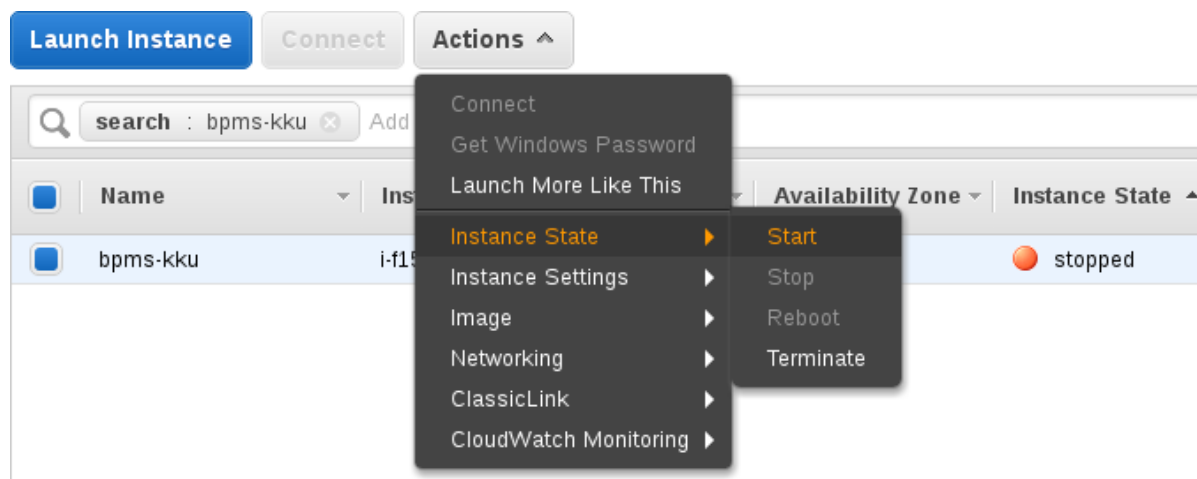 Launch Instance Connect Actions
search : bpms-kku Add
Connect
Get Windows Password
Launch More Like This
Name Ins Availability Zone Instance State
Instance State Start
bpms-kku i-f15 stopped
Instance Settings Stop
Image Reboot
Networking Terminate
ClassicLink
CloudWatch Monitoring